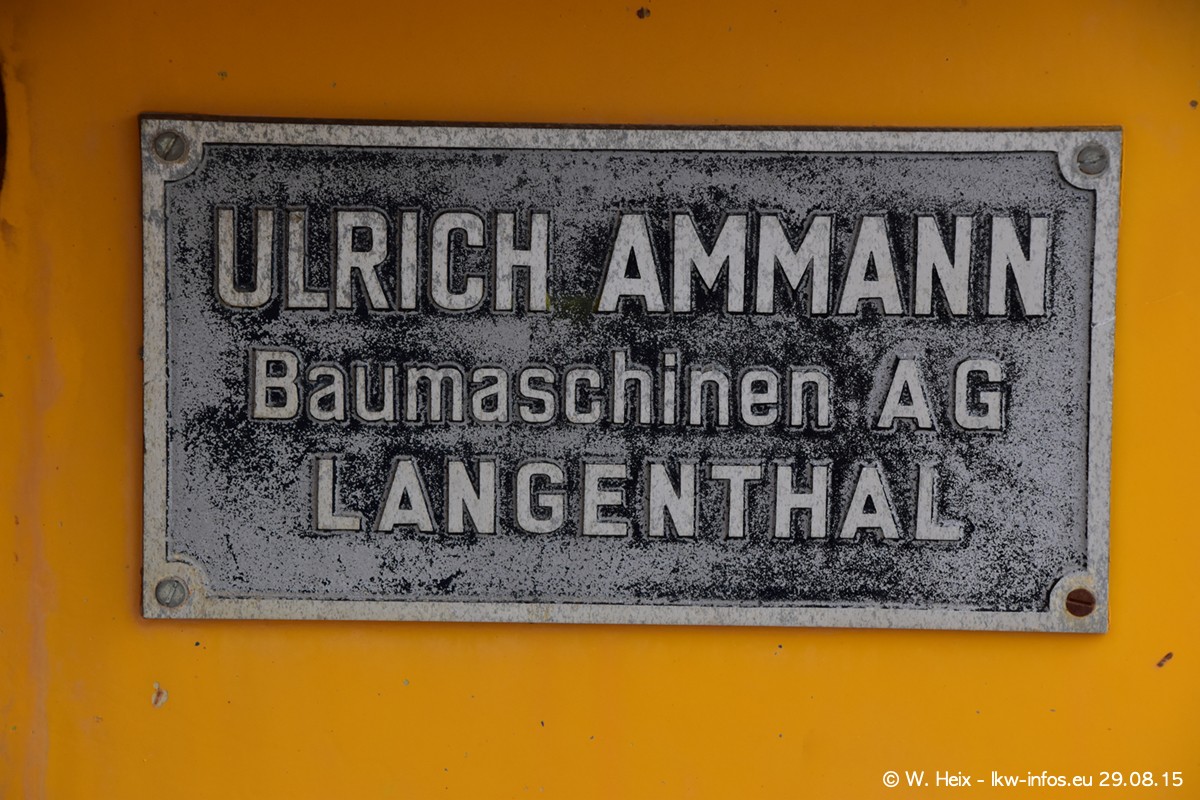 ULRICH AMMANN
Baumaschinen AG
LANGENTHAL
© W. Heix - lkw-infos.eu 29.08.15